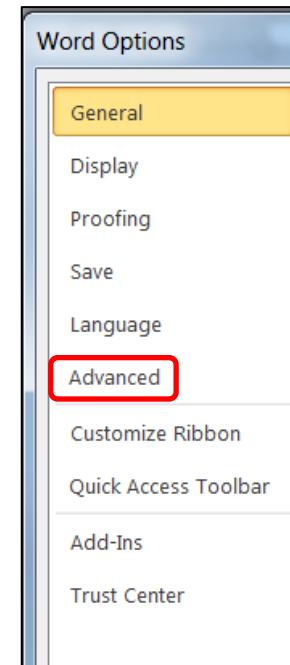 Word Options
General
Display
Proofing
Save
Language
Advanced
Customize Ribbon
Quick Access Toolbar
Add-Ins
Trust Center